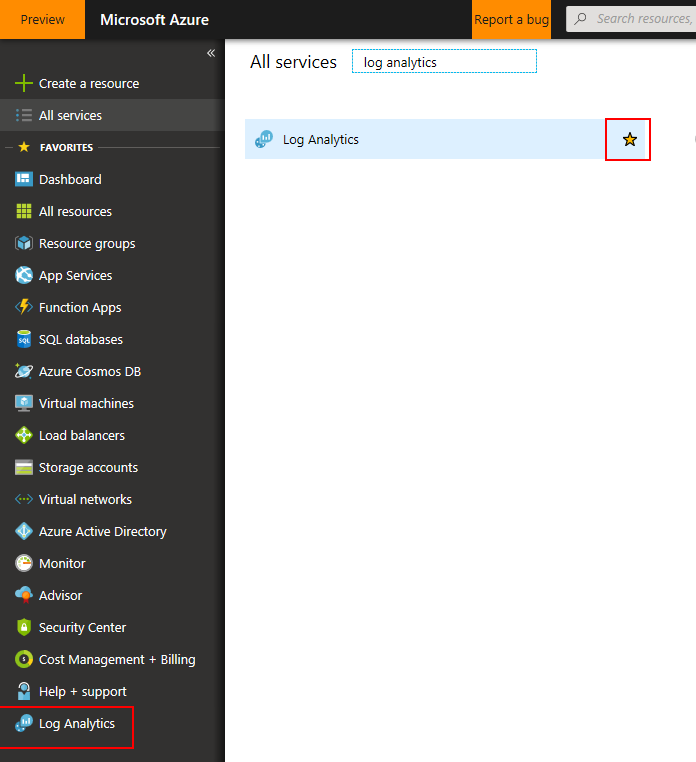 Preview
Microsoft Azure
Report a bug
Search resources,
«
Create a resource
All services
FAVORITES
Dashboard
All resources
Resource groups
App Services
Function Apps
SQL
SQL databases
Azure Cosmos DB
Virtual machines
Load balancers
Storage accounts
Virtual networks
Azure Active Directory
Monitor
Advisor
Security Center
Cost Management + Billing
Help + support
Log Analytics
All services
log analytics
Log Analytics